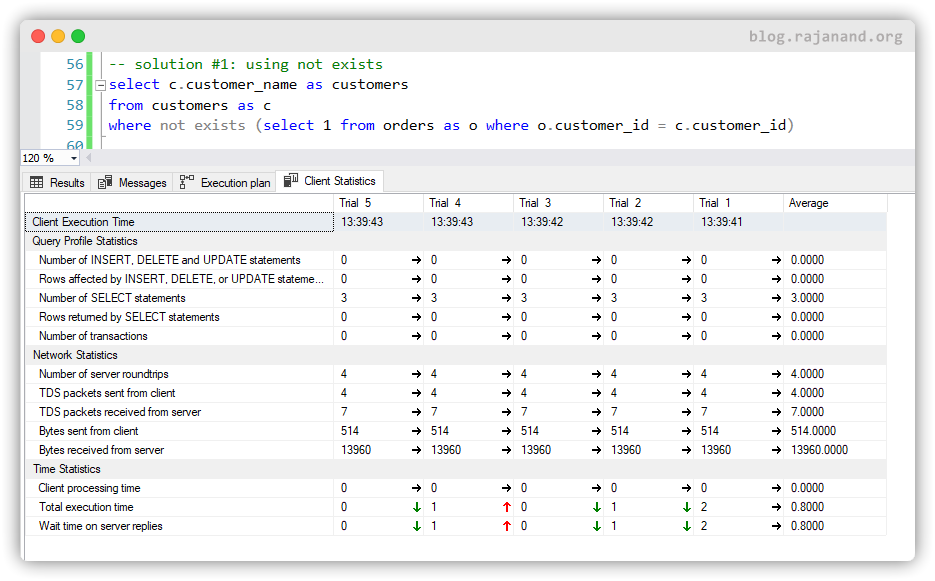 blog.rajanand.org
56 -- solution #1: using not exists
57 select c.customer_name as customers
58 from customers as c
59 where not exists (select 1 from orders as o where o.customer_id = c.customer_id)
60
120 %
Results Messages Execution plan Client Statistics
Trial 5 Trial 4 Trial 3 Trial 2 Trial 1 Average
Client Execution Time 13:39:43 13:39:43 13:39:42 13:39:42 13:39:41
Query Profile Statistics
Number of INSERT, DELETE and UPDATE statements 0 → 0 → 0 → 0 → 0 → 0.0000
Rows affected by INSERT, DELETE, or UPDATE stateme... 0 → 0 → 0 → 0 → 0 → 0.0000
Number of SELECT statements 3 → 3 → 3 → 3 → 3 → 3.0000
Rows returned by SELECT statements 0 → 0 → 0 → 0 → 0 → 0.0000
Number of transactions 0 → 0 → 0 → 0 → 0 → 0.0000
Network Statistics
Number of server roundtrips 4 → 4 → 4 → 4 → 4 → 4.0000
TDS packets sent from client 4 → 4 → 4 → 4 → 4 → 4.0000
TDS packets received from server 7 → 7 → 7 → 7 → 7 → 7.0000
Bytes sent from client 514 → 514 → 514 → 514 → 514 → 514.0000
Bytes received from server 13960 → 13960 → 13960 → 13960 → 13960 → 13960.0000
Time Statistics
Client processing time 0 → 0 → 0 → 0 → 0 → 0.0000
Total execution time 0 ↓ 1 ↑ 0 ↓ 1 ↓ 2 → 0.8000
Wait time on server replies 0 ↓ 1 ↑ 0 ↓ 1 ↓ 2 → 0.8000